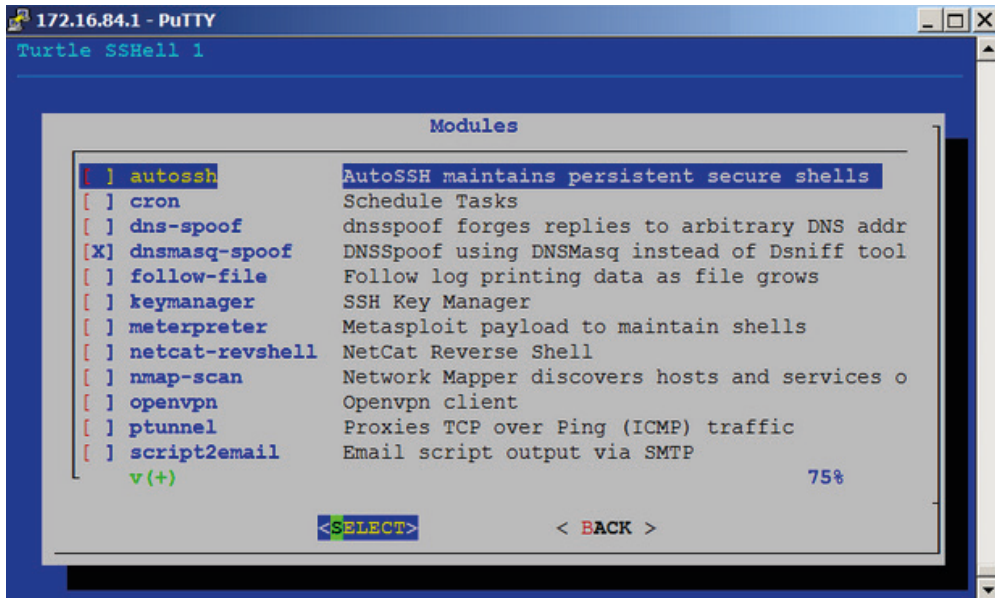 172.16.84.1 - PuTTY
Turtle SSHell 1
Modules
[ ] autossh AutoSSH maintains persistent secure shells
[ ] cron Schedule Tasks
[ ] dns-spoof dnsspoof forges replies to arbitrary DNS addr
[X] dnsmasq-spoof DNSSpoof using DNSMasq instead of Dsniff tool
[ ] follow-file Follow log printing data as file grows
[ ] keymanager SSH Key Manager
[ ] meterpreter Metasploit payload to maintain shells
[ ] netcat-revshell NetCat Reverse Shell
[ ] nmap-scan Network Mapper discovers hosts and services o
[ ] openvpn Openvpn client
[ ] ptunnel Proxies TCP over Ping (ICMP) traffic
[ ] script2email Email script output via SMTP
v(+) 75%
<SELECT> < BACK >